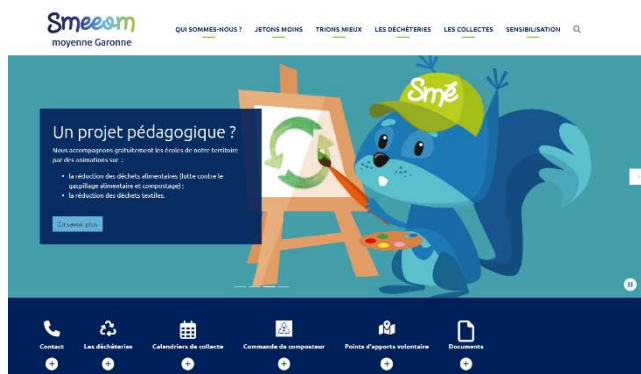 Smeeom
moyenne Garonne
QUI SOMMES-NOUS ? JETONS MOINS TRIONS MIEUX LES DÉCHÈTERIES LES COLLECTES SENSIBILISATION
Smé
Un projet pédagogique ?
Nous accompagnons gratuitement les écoles de notre territoire
par des animations sur :
la réduction des déchets alimentaires (lutte contre le
gaspillage alimentaire et compostage) ;
la réduction des déchets textiles.
En savoir plus
Contact Les déchèteries Calendriers de collecte Commande de composteur Points d'apports volontaire Documents